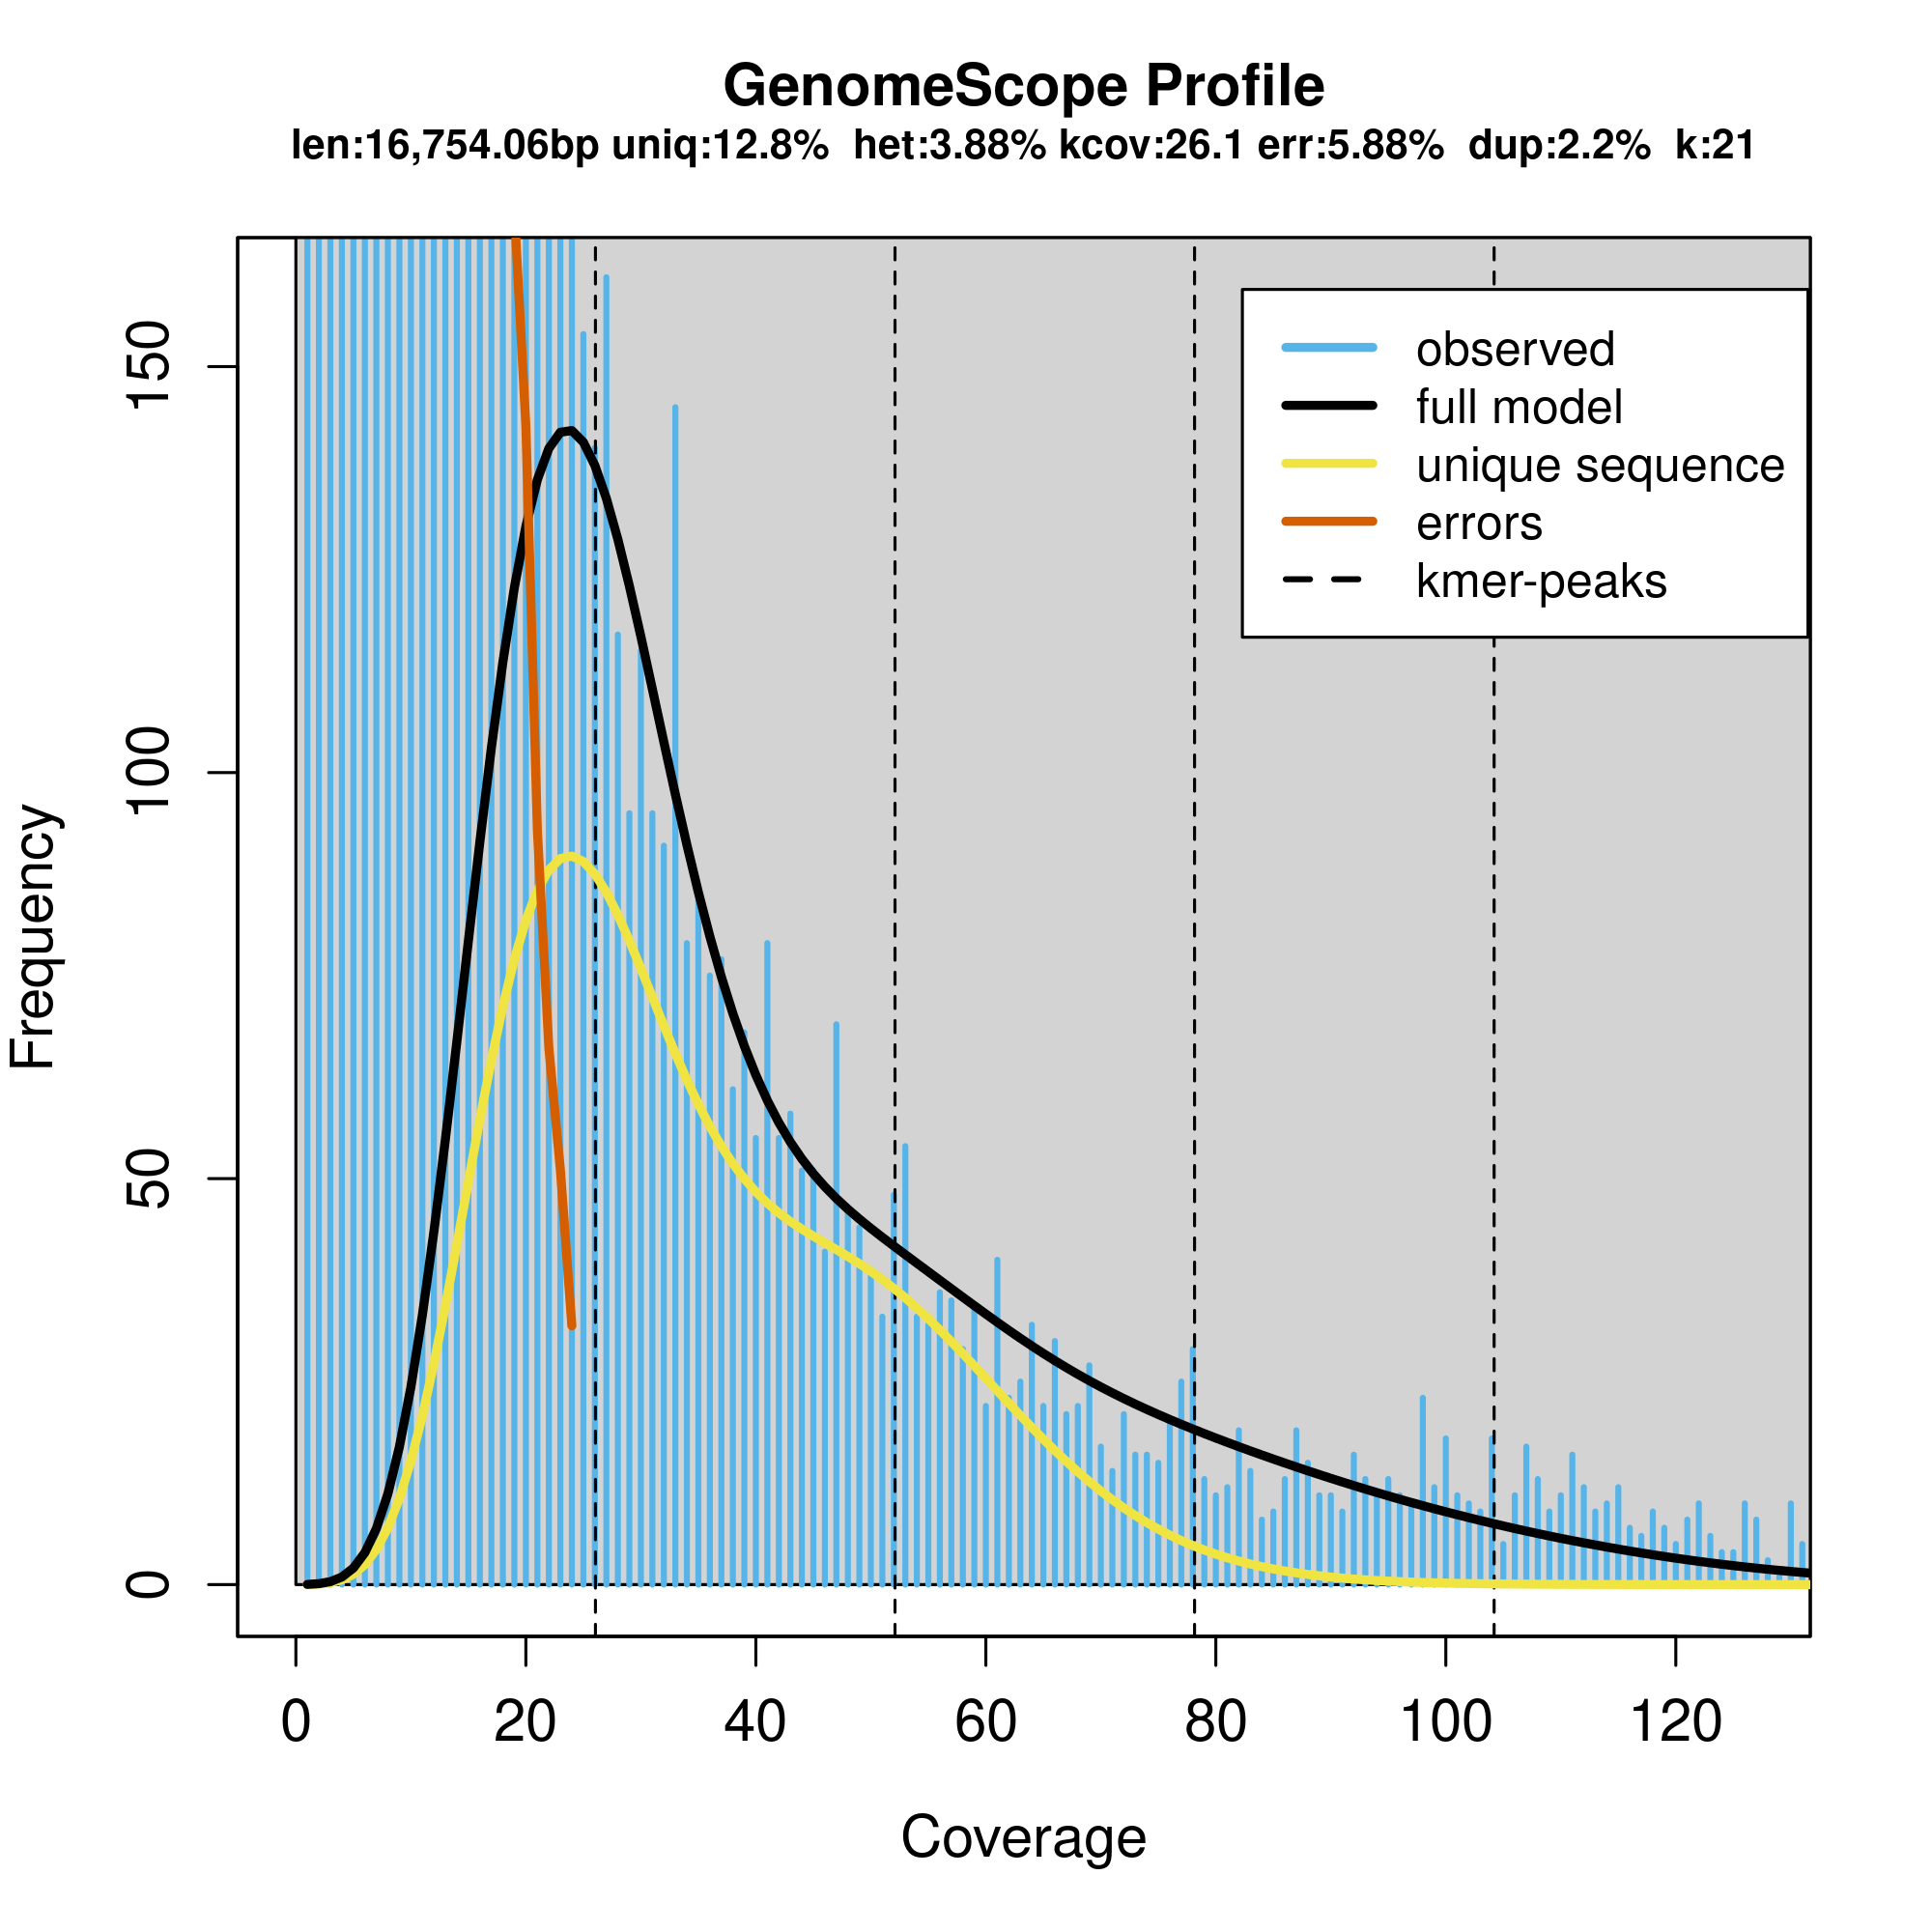 GenomeScope Profile
len:16,754.06bp uniq:12.8%  het:3.88% kcov:26.1 err:5.88%  dup:2.2%  k:21
observed
full model
unique sequence
errors
kmer-peaks
Frequency
150
100
50
0
0 20 40 60 80 100 120
Coverage